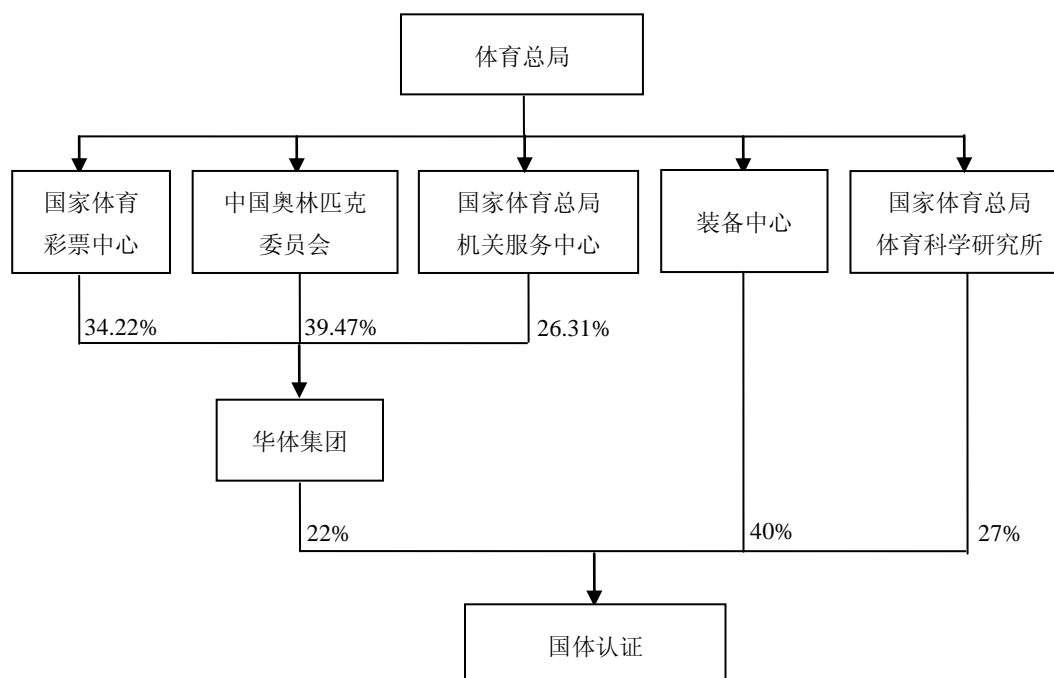 体育总局
国家体育
彩票中心
中国奥林匹克
委员会
国家体育总局
机关服务中心
装备中心
国家体育总局
体育科学研究所
34.22%
39.47%
26.31%
华体集团
22%
40%
27%
国体认证